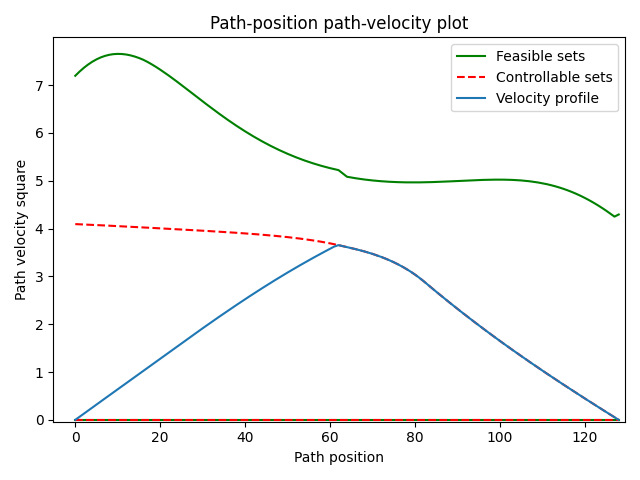 Path-position path-velocity plot
Feasible sets
Controllable sets
Velocity profile
Path velocity square
7
6
5
4
3
2
1
0
0 20 40 60 80 100 120
Path position